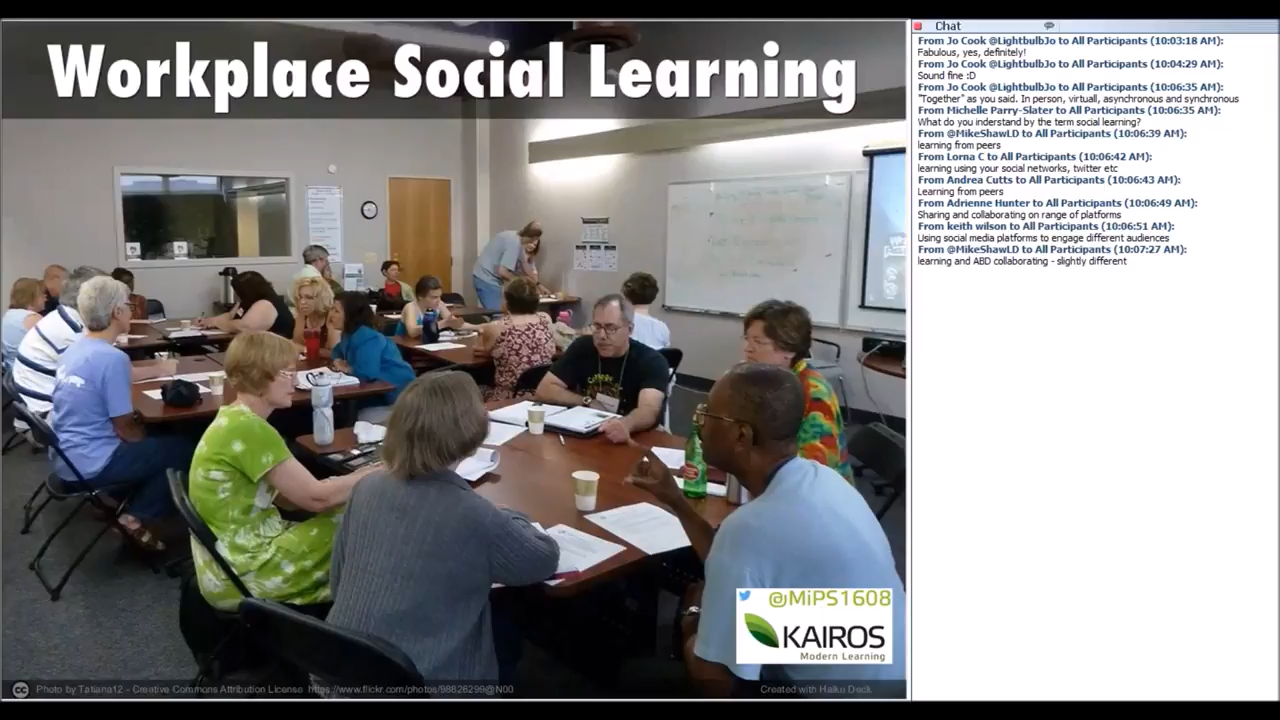 Workplace Social Learning
@MiPS1608
KAIROS
Modern Learning
Photo by Tatiana12 - Creative Commons Attribution License https://www.flickr.com/photos/98826299@N00
Created with Haiku Deck
Chat
From Jo Cook @LightbulbJo to All Participants (10:03:18 AM):
Fabulous, yes, definitely!
From Jo Cook @LightbulbJo to All Participants (10:04:29 AM):
Sound fine :D
From Jo Cook @LightbulbJo to All Participants (10:06:35 AM):
"Together" as you said. In person, virtuall, asynchronous and synchronous
From Michelle Parry-Slater to All Participants (10:06:35 AM):
What do you inderstand by the term social learning?
From @MikeShawLD to All Participants (10:06:39 AM):
learning from peers
From Lorna C to All Participants (10:06:42 AM):
learning using your social networks, twitter etc
From Andrea Cutts to All Participants (10:06:43 AM):
Learning from peers
From Adrienne Hunter to All Participants (10:06:49 AM):
Sharing and collaborating on range of platforms
From keith wilson to All Participants (10:06:51 AM):
Using social media platforms to engage different audiences
From @MikeShawLD to All Participants (10:07:27 AM):
learning and ABD collaborating - slightly different